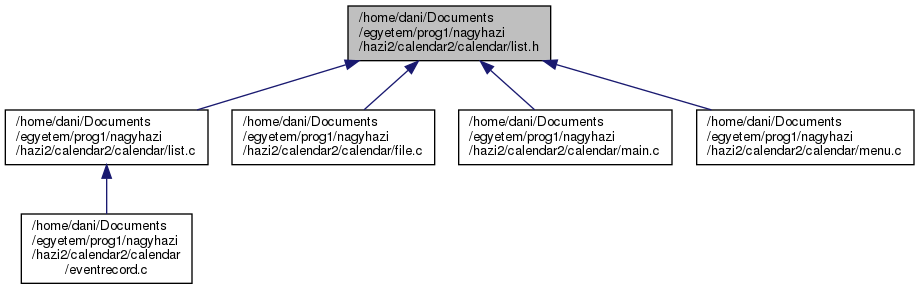 /home/dani/Documents
/egyetem/prog1/nagyhazi
/hazi2/calendar2/calendar/list.h
/home/dani/Documents
/egyetem/prog1/nagyhazi
/hazi2/calendar2/calendar/list.c
/home/dani/Documents
/egyetem/prog1/nagyhazi
/hazi2/calendar2/calendar/file.c
/home/dani/Documents
/egyetem/prog1/nagyhazi
/hazi2/calendar2/calendar/main.c
/home/dani/Documents
/egyetem/prog1/nagyhazi
/hazi2/calendar2/calendar/menu.c
/home/dani/Documents
/egyetem/prog1/nagyhazi
/hazi2/calendar2/calendar
/eventrecord.c